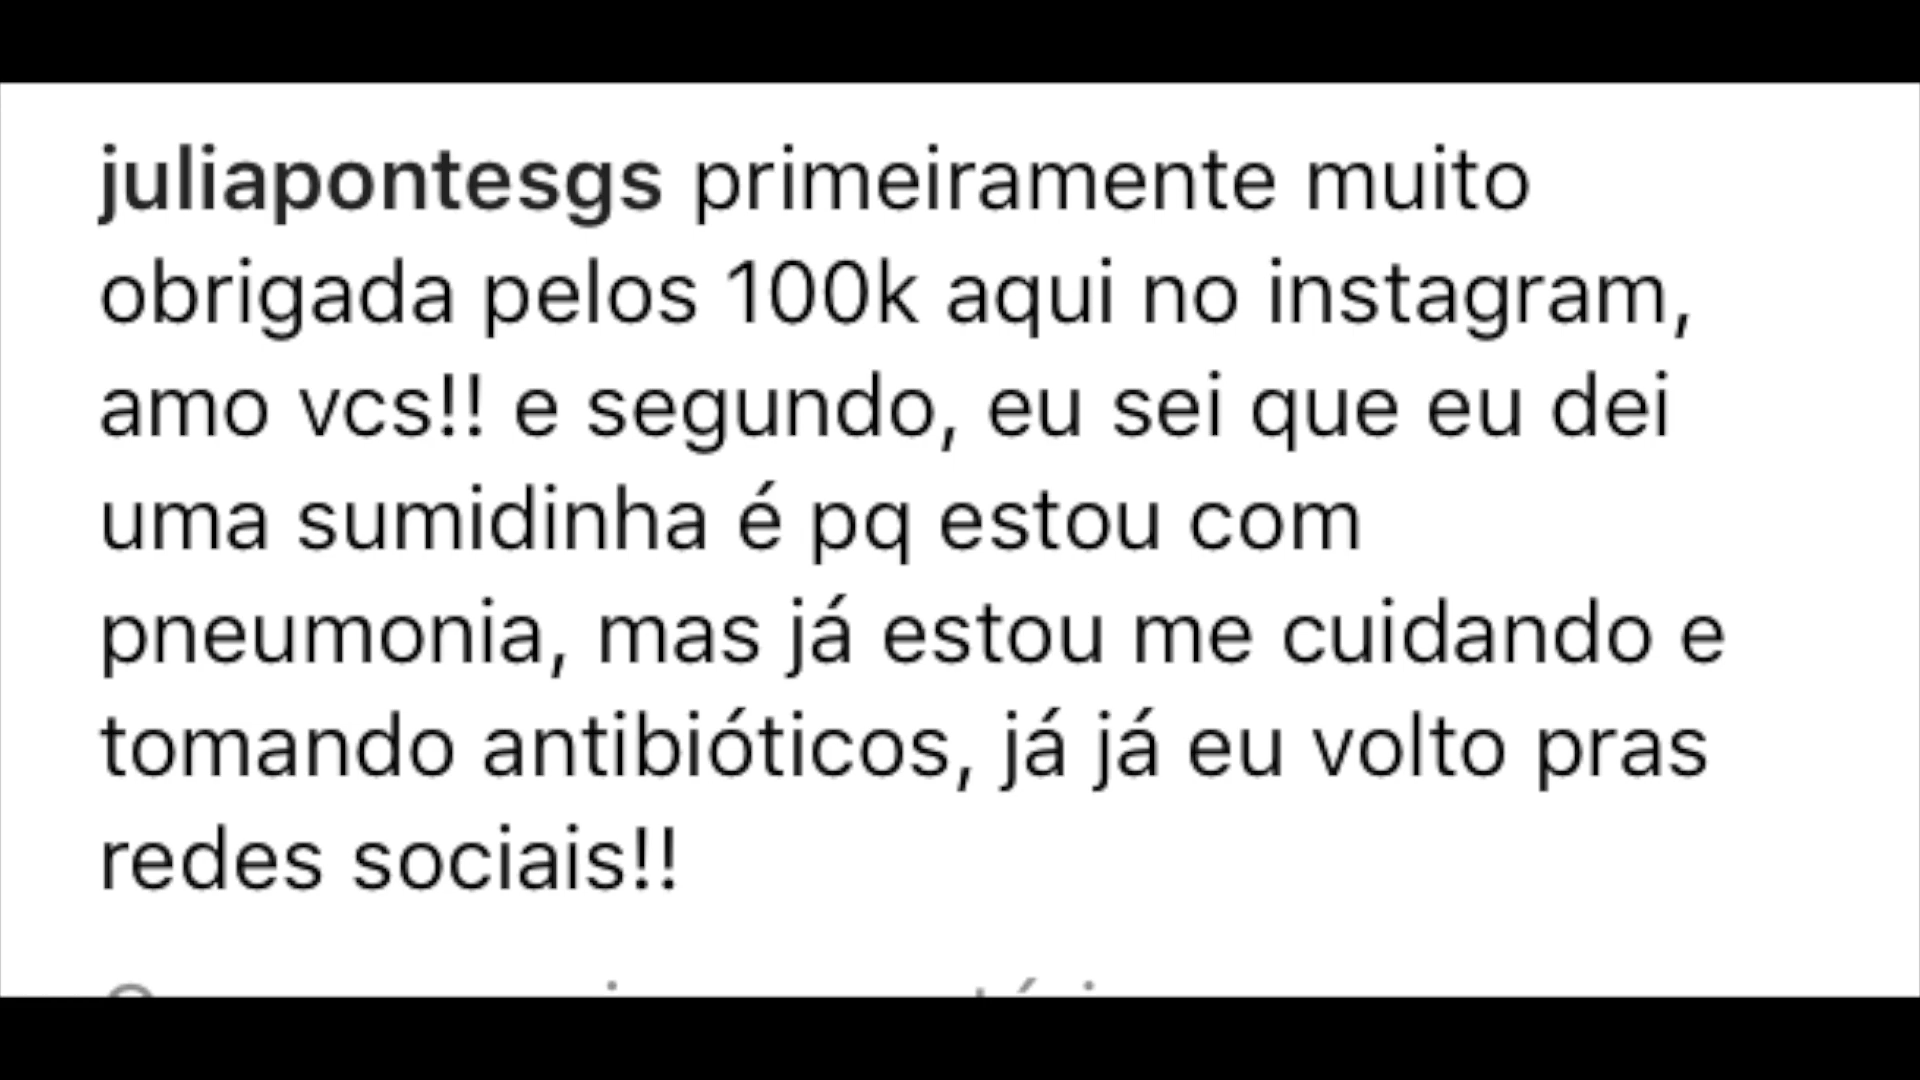 juliapontesgs primeiramente muito
obrigada pelos 100k aqui no instagram,
amo vcs!! e segundo, eu sei que eu dei
uma sumidinha é pq estou com
pneumonia, mas já estou me cuidando e
tomando antibióticos, já já eu volto pras
redes sociais!!